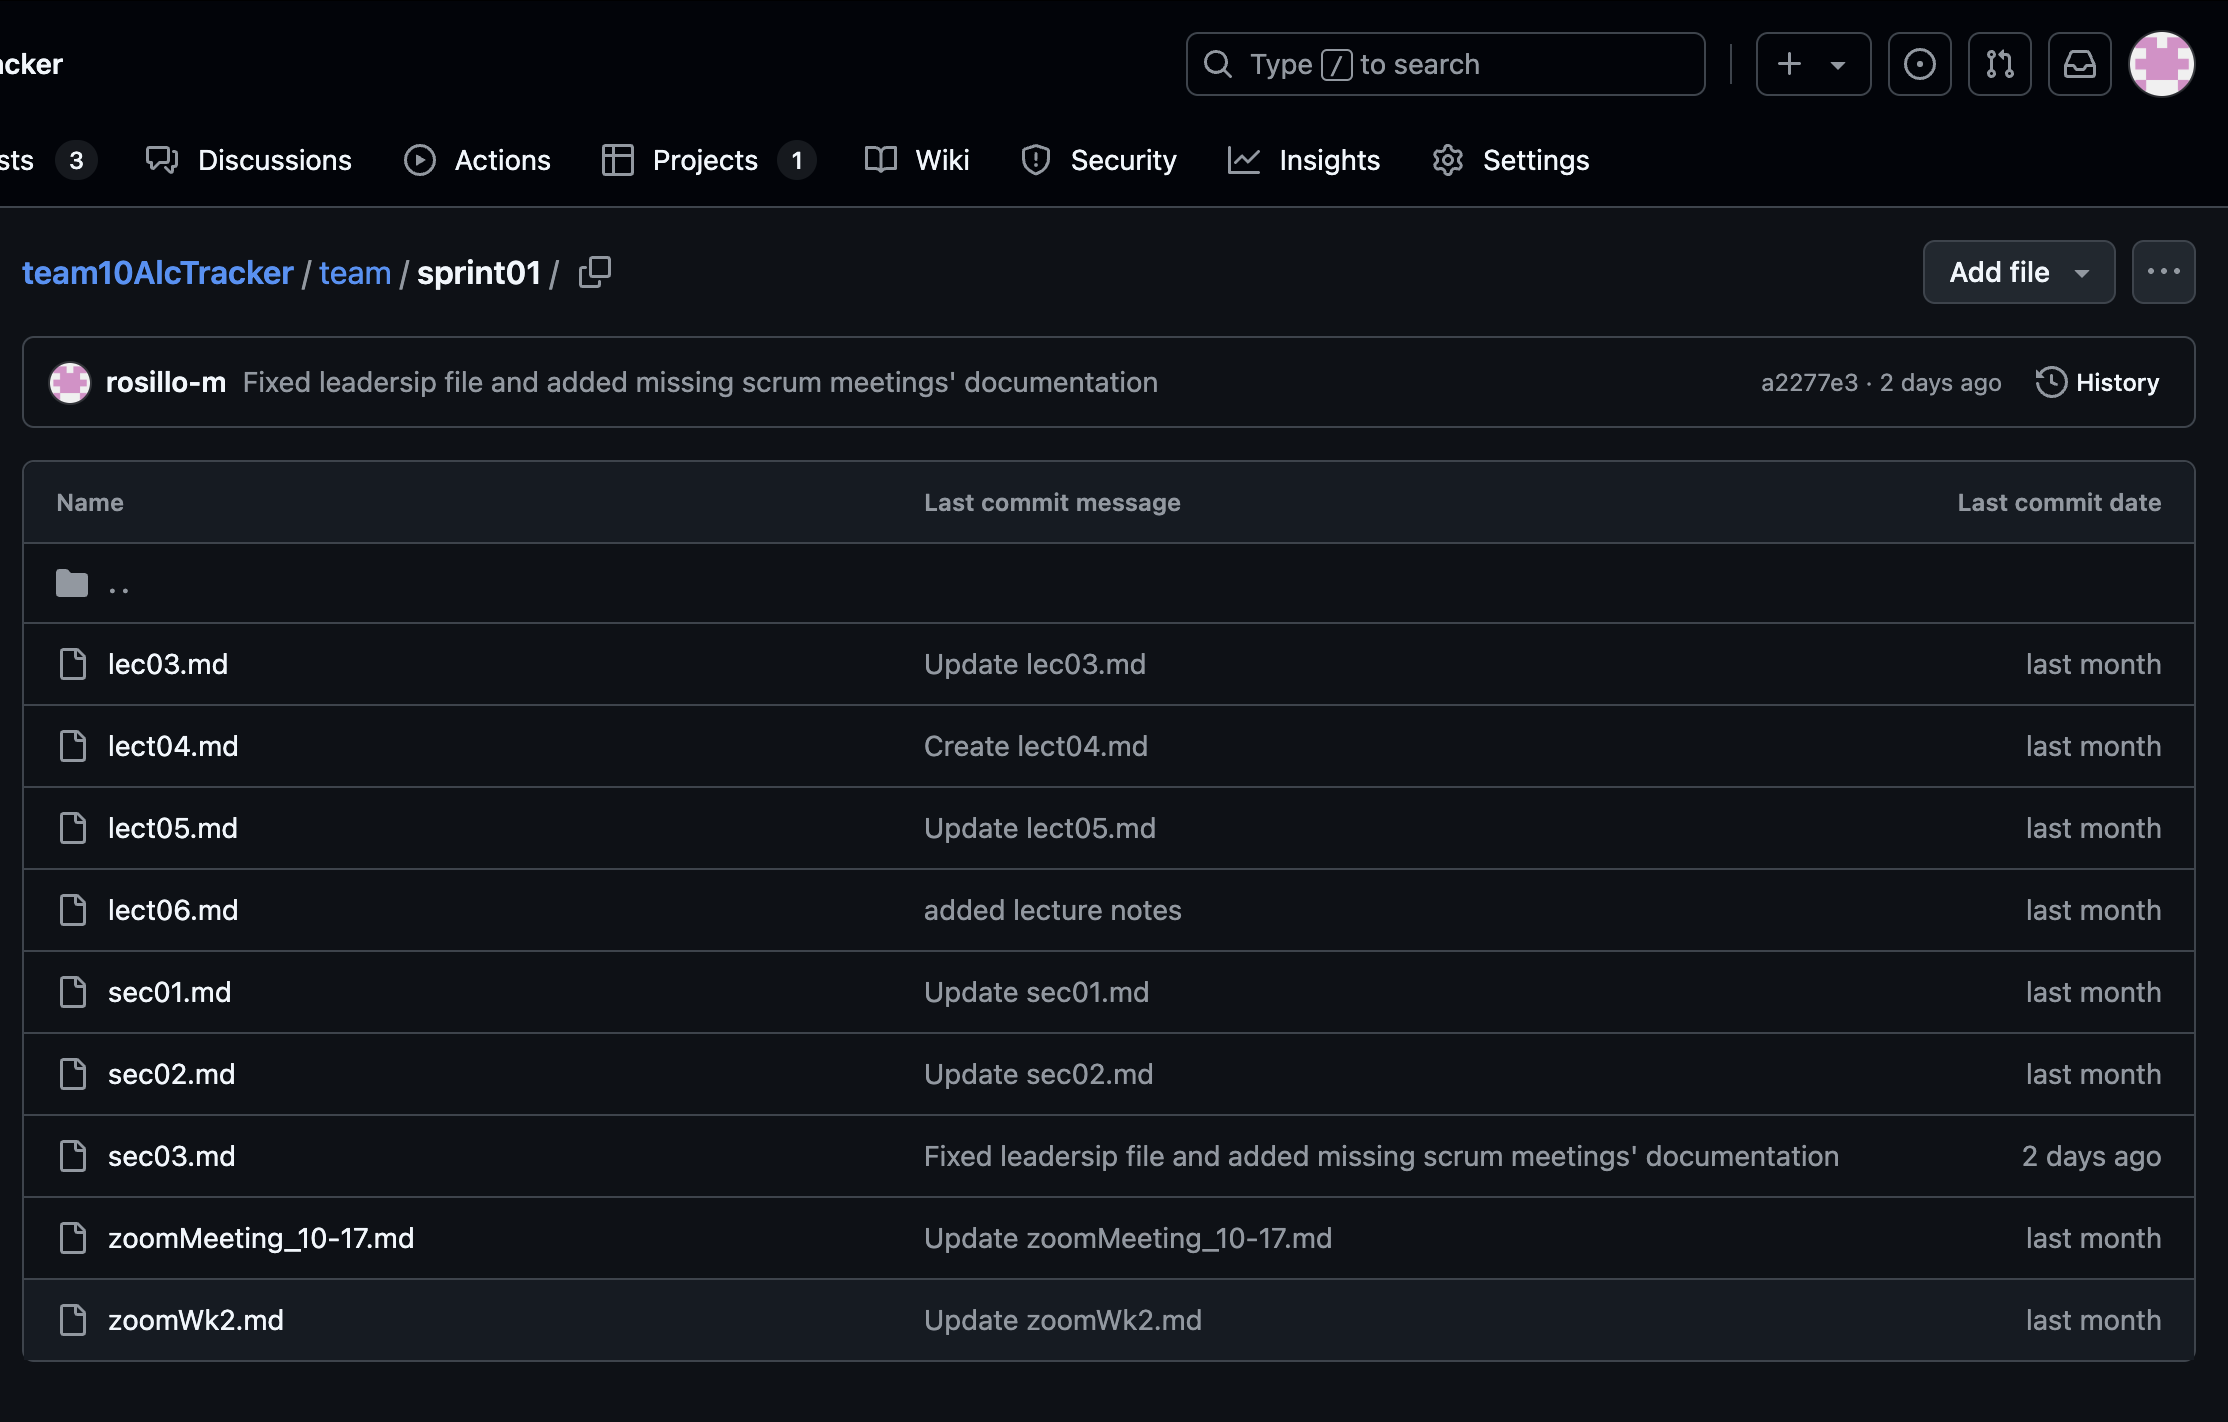 acker
Type / to search
sts 3 Discussions Actions Projects 1 Wiki Security Insights Settings
team10AlcTracker / team / sprint01 /
Add file
rosillo-m Fixed leadersip file and added missing scrum meetings' documentation a2277e3 · 2 days ago History
Name Last commit message Last commit date
..
lec03.md Update lec03.md last month
lect04.md Create lect04.md last month
lect05.md Update lect05.md last month
lect06.md added lecture notes last month
sec01.md Update sec01.md last month
sec02.md Update sec02.md last month
sec03.md Fixed leadersip file and added missing scrum meetings' documentation 2 days ago
zoomMeeting_10-17.md Update zoomMeeting_10-17.md last month
zoomWk2.md Update zoomWk2.md last month